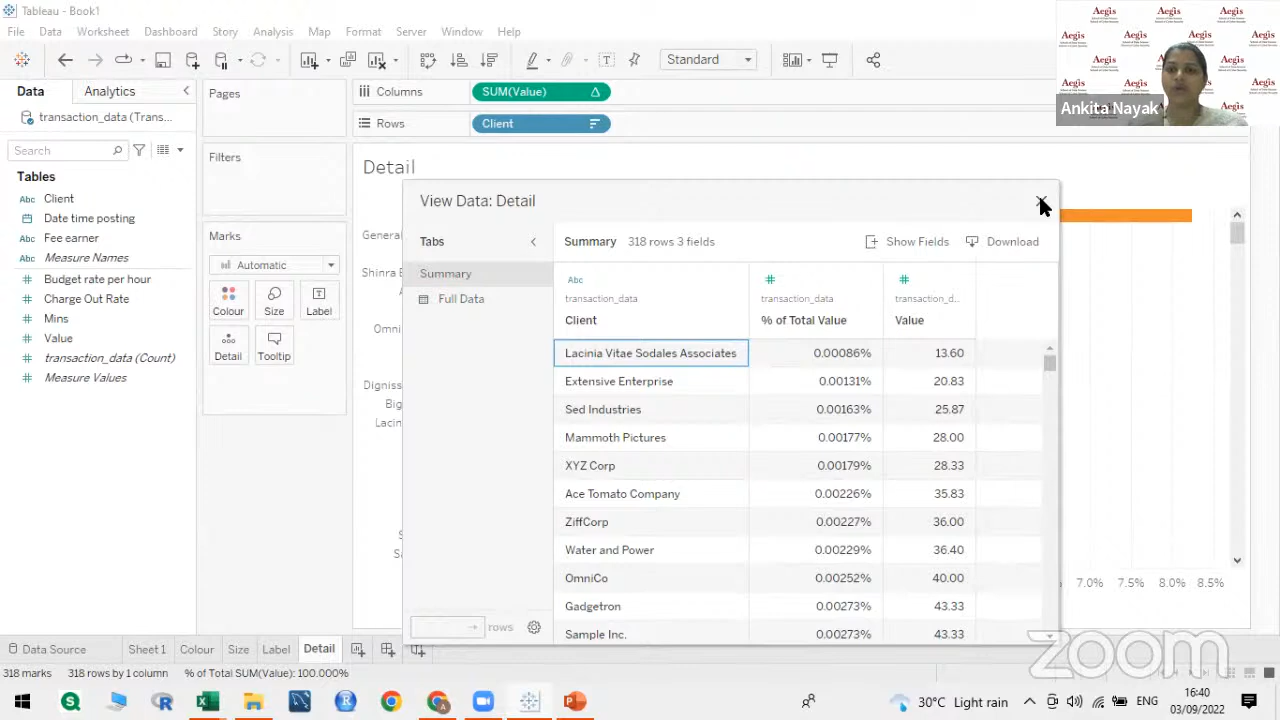 Tableau - Book1
File Data Worksheet Dashboard Story Analysis Map Help
Standard
Data Analytics
Pages
Columns
SUM(Value)
transaction_data (Trans...
Rows
Client
Ankita Nayak
Aegis
Search
Filters
Detail
Tables
Client
Date time posting
Fee earner
Measure Names
Budget rate per hour
Charge Out Rate
Mins
Value
transaction_data (Count)
Measure Values
Marks
Automatic
Colour Size Label
Detail Tooltip
Genera
Shinra E
Omni
Digniss
Big
Lacin
View Data: Detail
Tabs
Summary 318 rows 3 fields
Show Fields
Download
Summary
Full Data
Abc
transaction_data transaction_data transaction_d...
Client % of Total Value Value
Lacinia Vitae Sodales Associates 0.00086% 13.60
Extensive Enterprise 0.00131% 20.83
Sed Industries 0.00163% 25.87
Mammoth Pictures 0.00177% 28.00
XYZ Corp 0.00179% 28.33
Ace Tomato Company 0.00226% 35.83
ZiffCorp 0.00227% 36.00
Water and Power 0.00229% 36.40
OmniCo 0.00252% 40.00
Gadgetron 0.00273% 43.33
Sample Inc. 0.00273% 43.33
rows
7.0% 7.5% 8.0% 8.5%
Data Source Sheet 1 Colour Size Label Detail
zoom
318 marks 318 rows by 1 column % of Total SUM(Value): 100.000%
30°C Light rain
ENG
16:40
03/09/2022